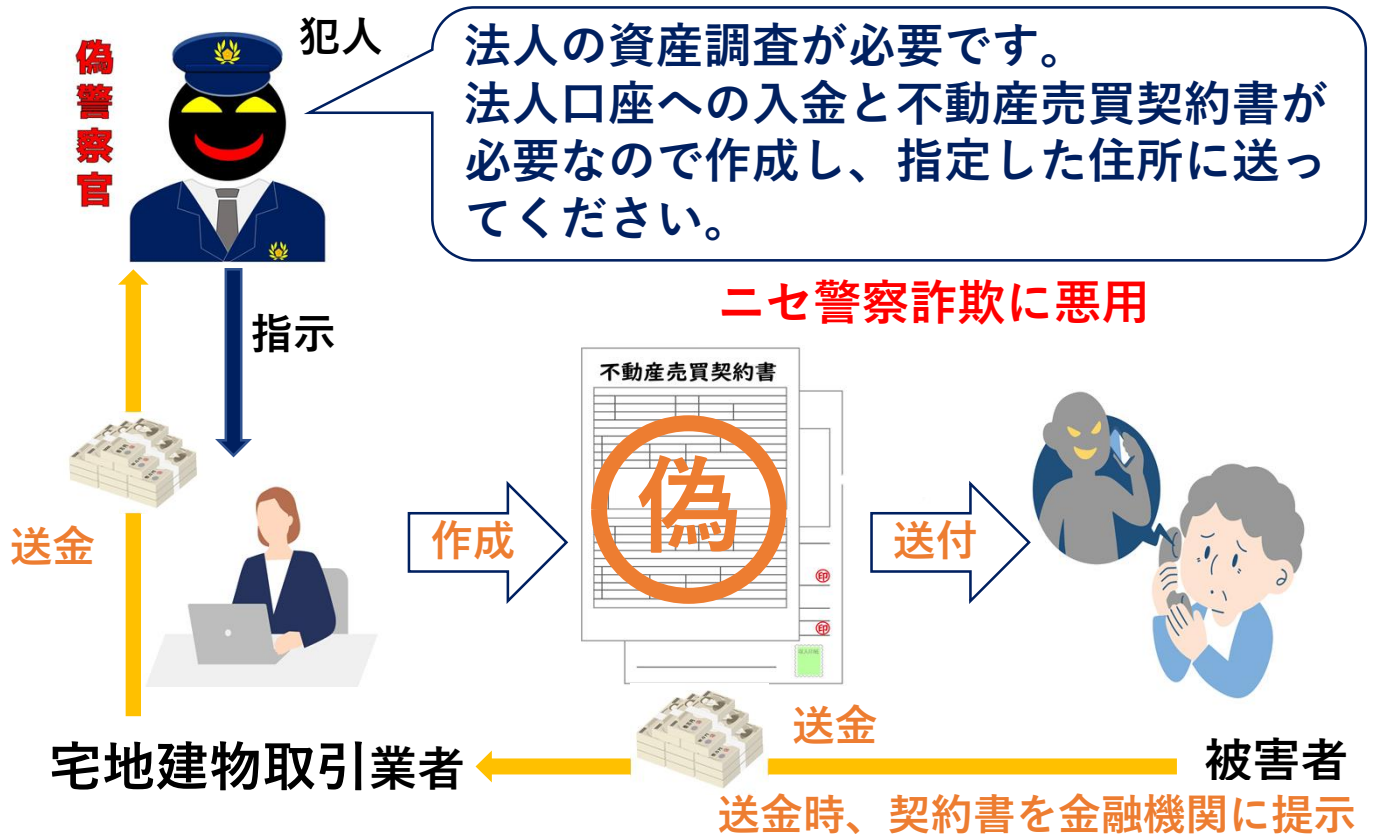 偽警察官
犯人
法人の資産調査が必要です。
法人口座への入金と不動産売買契約書が
必要なので作成し、指定した住所に送っ
てください。
指示
ニセ警察詐欺に悪用
不動産売買契約書
偽
印
印
送金
作成
送付
送金
宅地建物取引業者
被害者
送金時、契約書を金融機関に提示